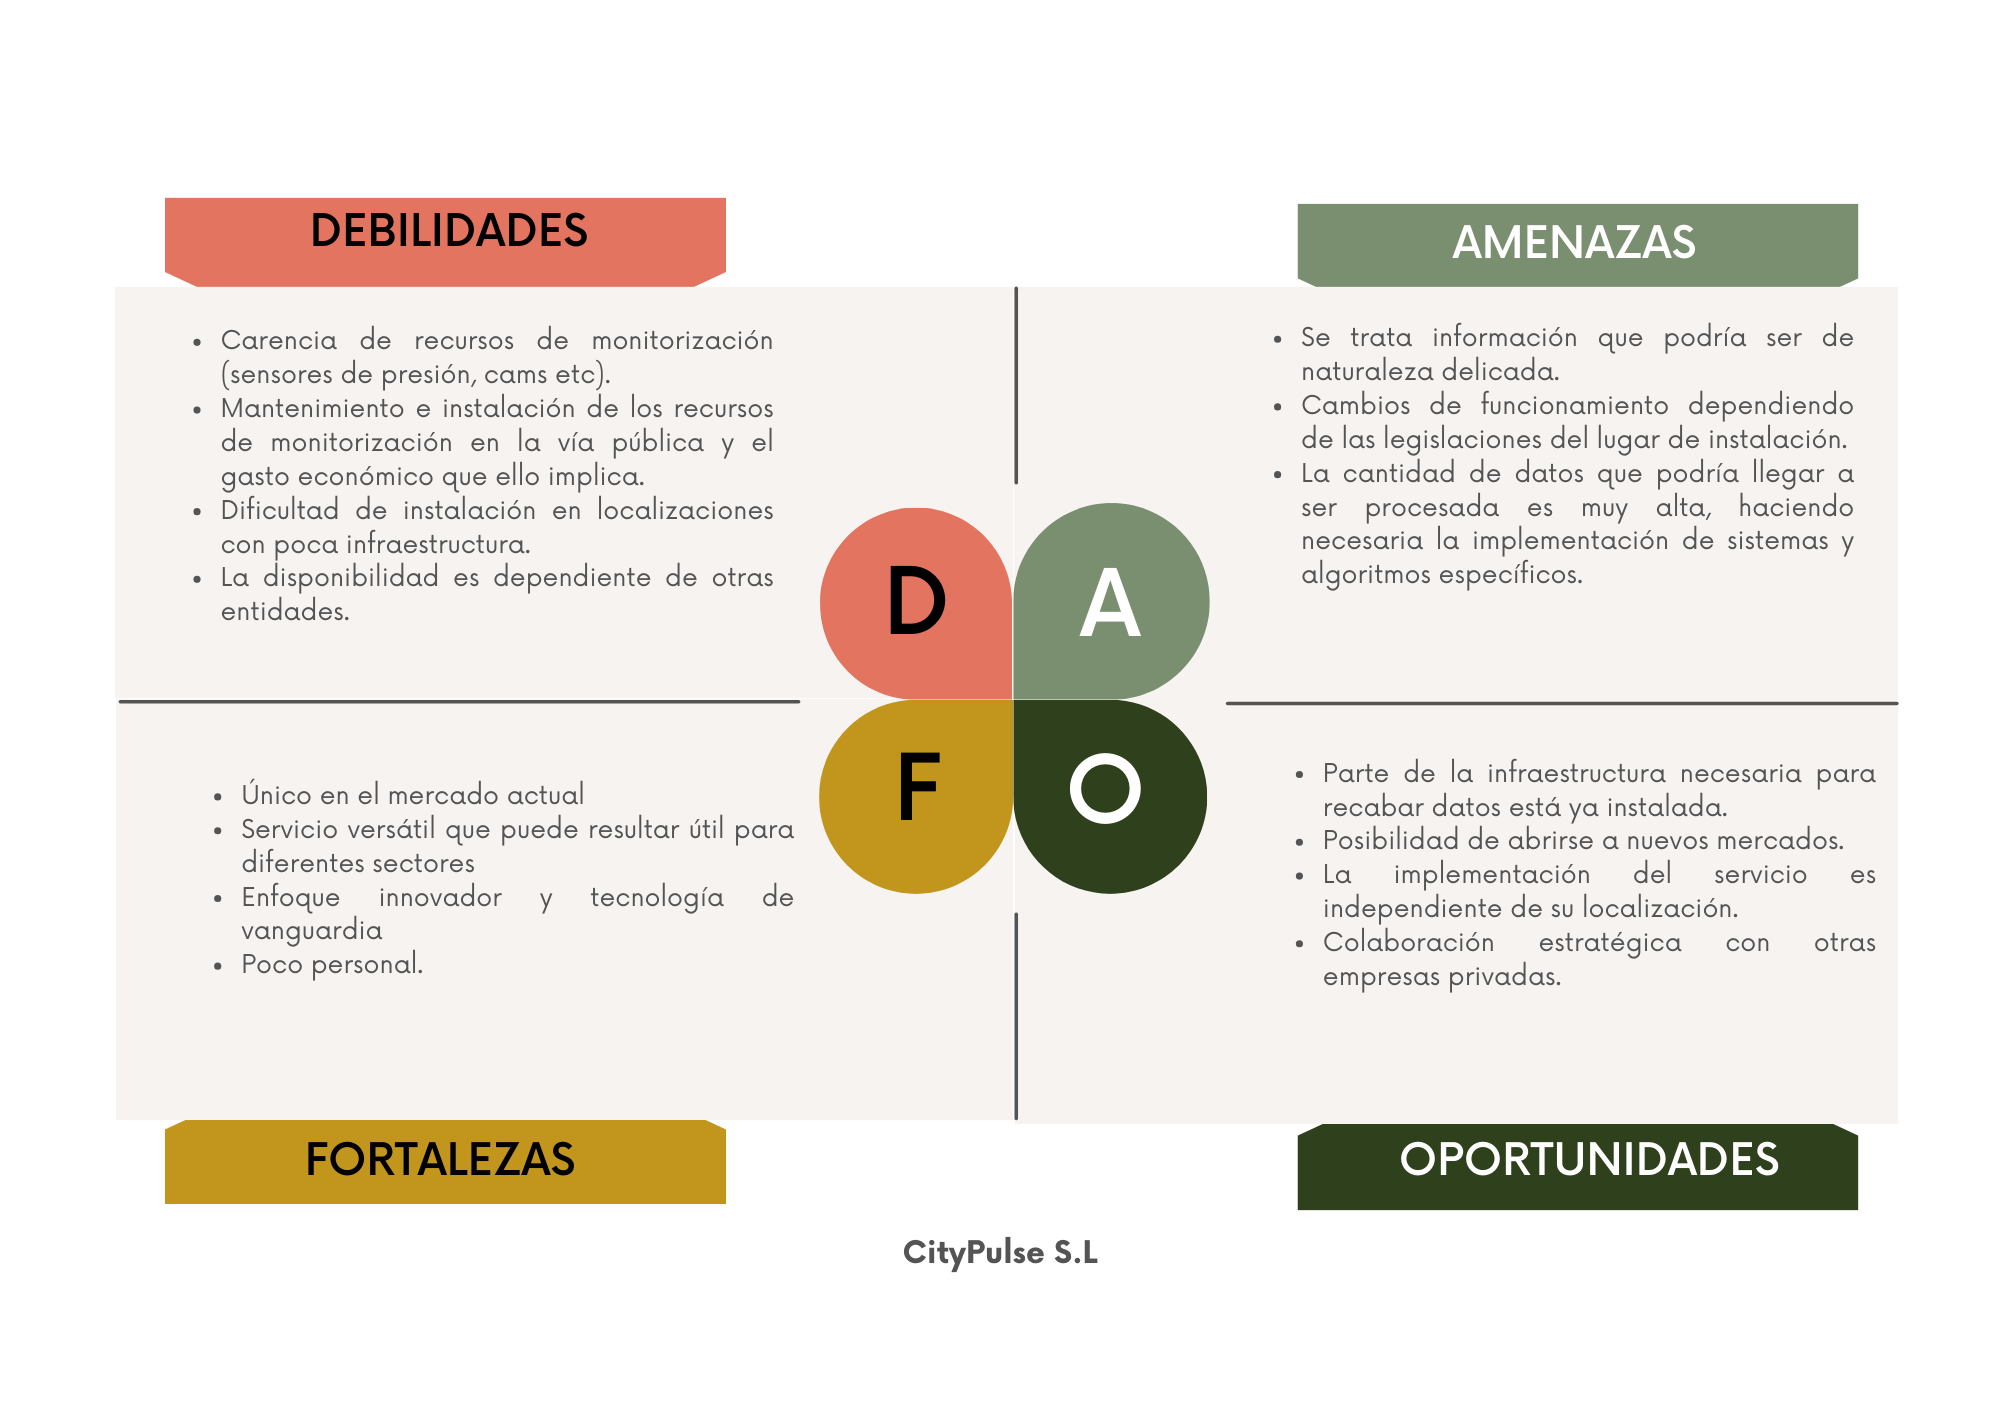 DEBILIDADES
• Carencia de recursos de monitorización
(sensores de presión, cams etc).
• Mantenimiento e instalación de los recursos
de monitorización en la vía pública y el
gasto económico que ello implica.
• Dificultad de instalación en localizaciones
con poca infraestructura.
• La disponibilidad es dependiente de otras
entidades.
AMENAZAS
• Se trata información que podría ser de
naturaleza delicada.
• Cambios de funcionamiento dependiendo
de las legislaciones del lugar de instalación.
• La cantidad de datos que podría llegar a
ser procesada es muy alta, haciendo
necesaria la implementación de sistemas y
algoritmos específicos.
D
A
F
O
• Único en el mercado actual
• Servicio versátil que puede resultar útil para
diferentes sectores
• Enfoque innovador y tecnología de
vanguardia
• Poco personal.
FORTALEZAS
• Parte de la infraestructura necesaria para
recabar datos está ya instalada.
• Posibilidad de abrirse a nuevos mercados.
• La implementación del servicio es
independiente de su localización.
• Colaboración estratégica con otras
empresas privadas.
OPORTUNIDADES
CityPulse S.L